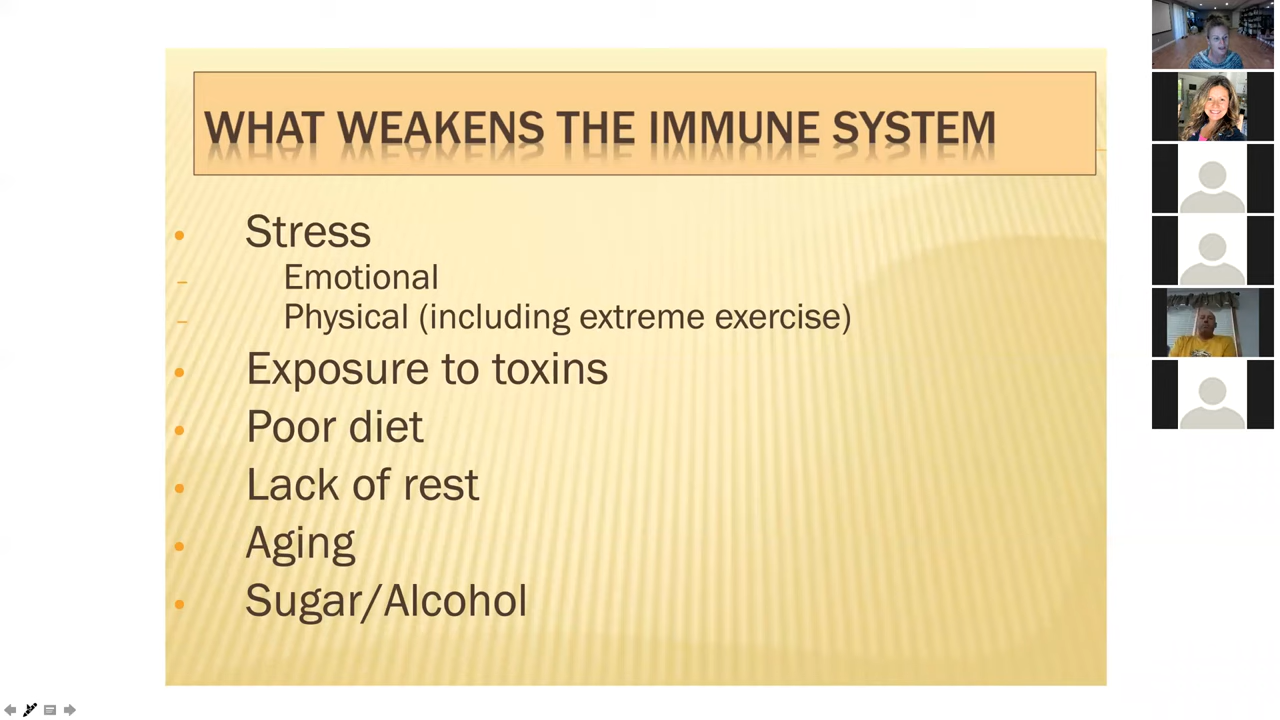 WHAT WEAKENS THE IMMUNE SYSTEM
Stress
Emotional
Physical (including extreme exercise)
Exposure to toxins
Poor diet
Lack of rest
Aging
Sugar/Alcohol